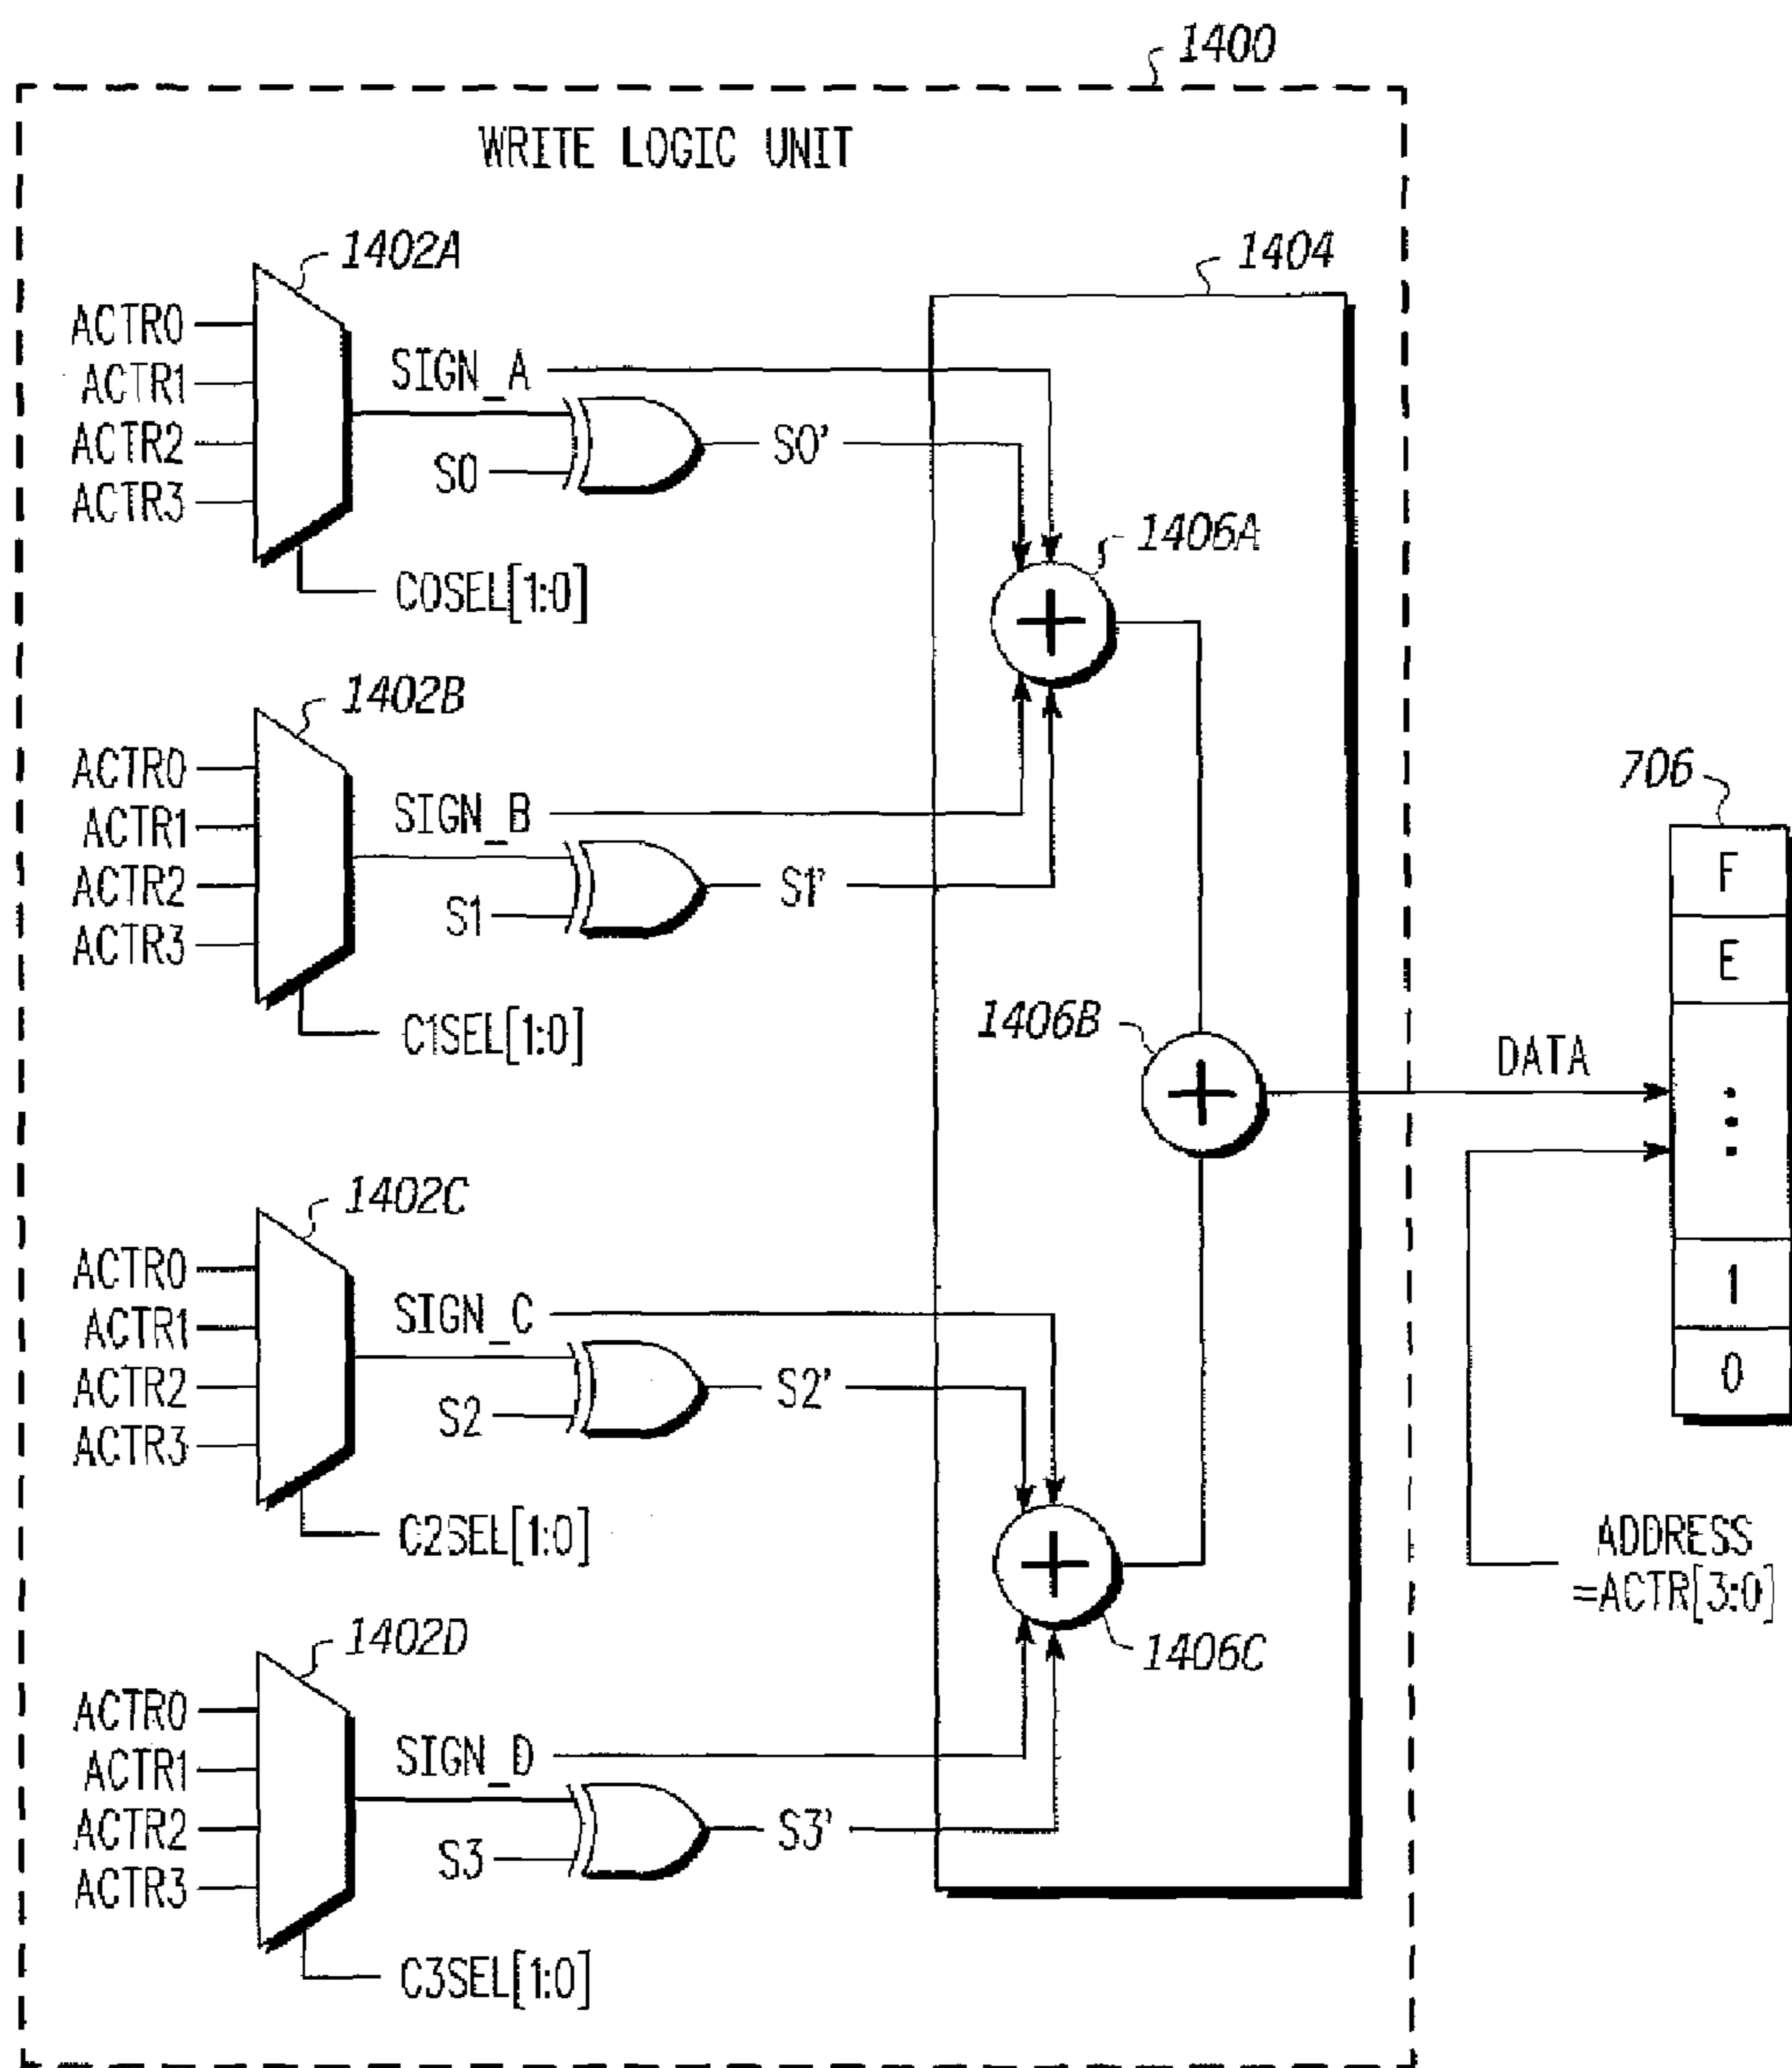 1400
WRITE LOGIC UNIT
1402A
1404
ACTR0
ACTR1
ACTR2
ACTR3
SIGN_A
S0
S0'
1406A
C0SEL[1:0]
1402B
ACTR0
ACTR1
ACTR2
ACTR3
SIGN_B
S1
S1'
C1SEL[1:0]
706
F
E
1406B
DATA
1402C
ACTR0
ACTR1
ACTR2
ACTR3
SIGN_C
S2
S2'
1
0
C2SEL[1:0]
ADDRESS
=ACTR[3:0]
1402D
1406C
ACTR0
ACTR1
ACTR2
ACTR3
SIGN_D
S3
S3'
C3SEL[1:0]